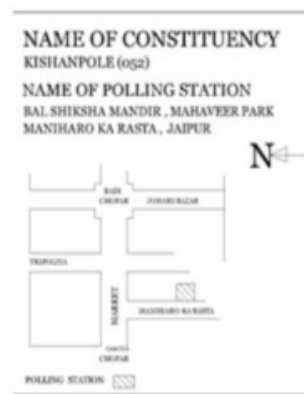 NAME OF CONSTITUENCY
KISHANPOLE (052)
NAME OF POLLING STATION
BAL SHIKSHA MANDIR , MAHAVEER PARK
MANIHARO KA RASTA , JAIPUR
N
BADI
CHOPAR
JOHARI BAZAR
TRIPOLIYA
MARKET
MANIHARO KA RASTA
CHOPAR
POLLING STATION